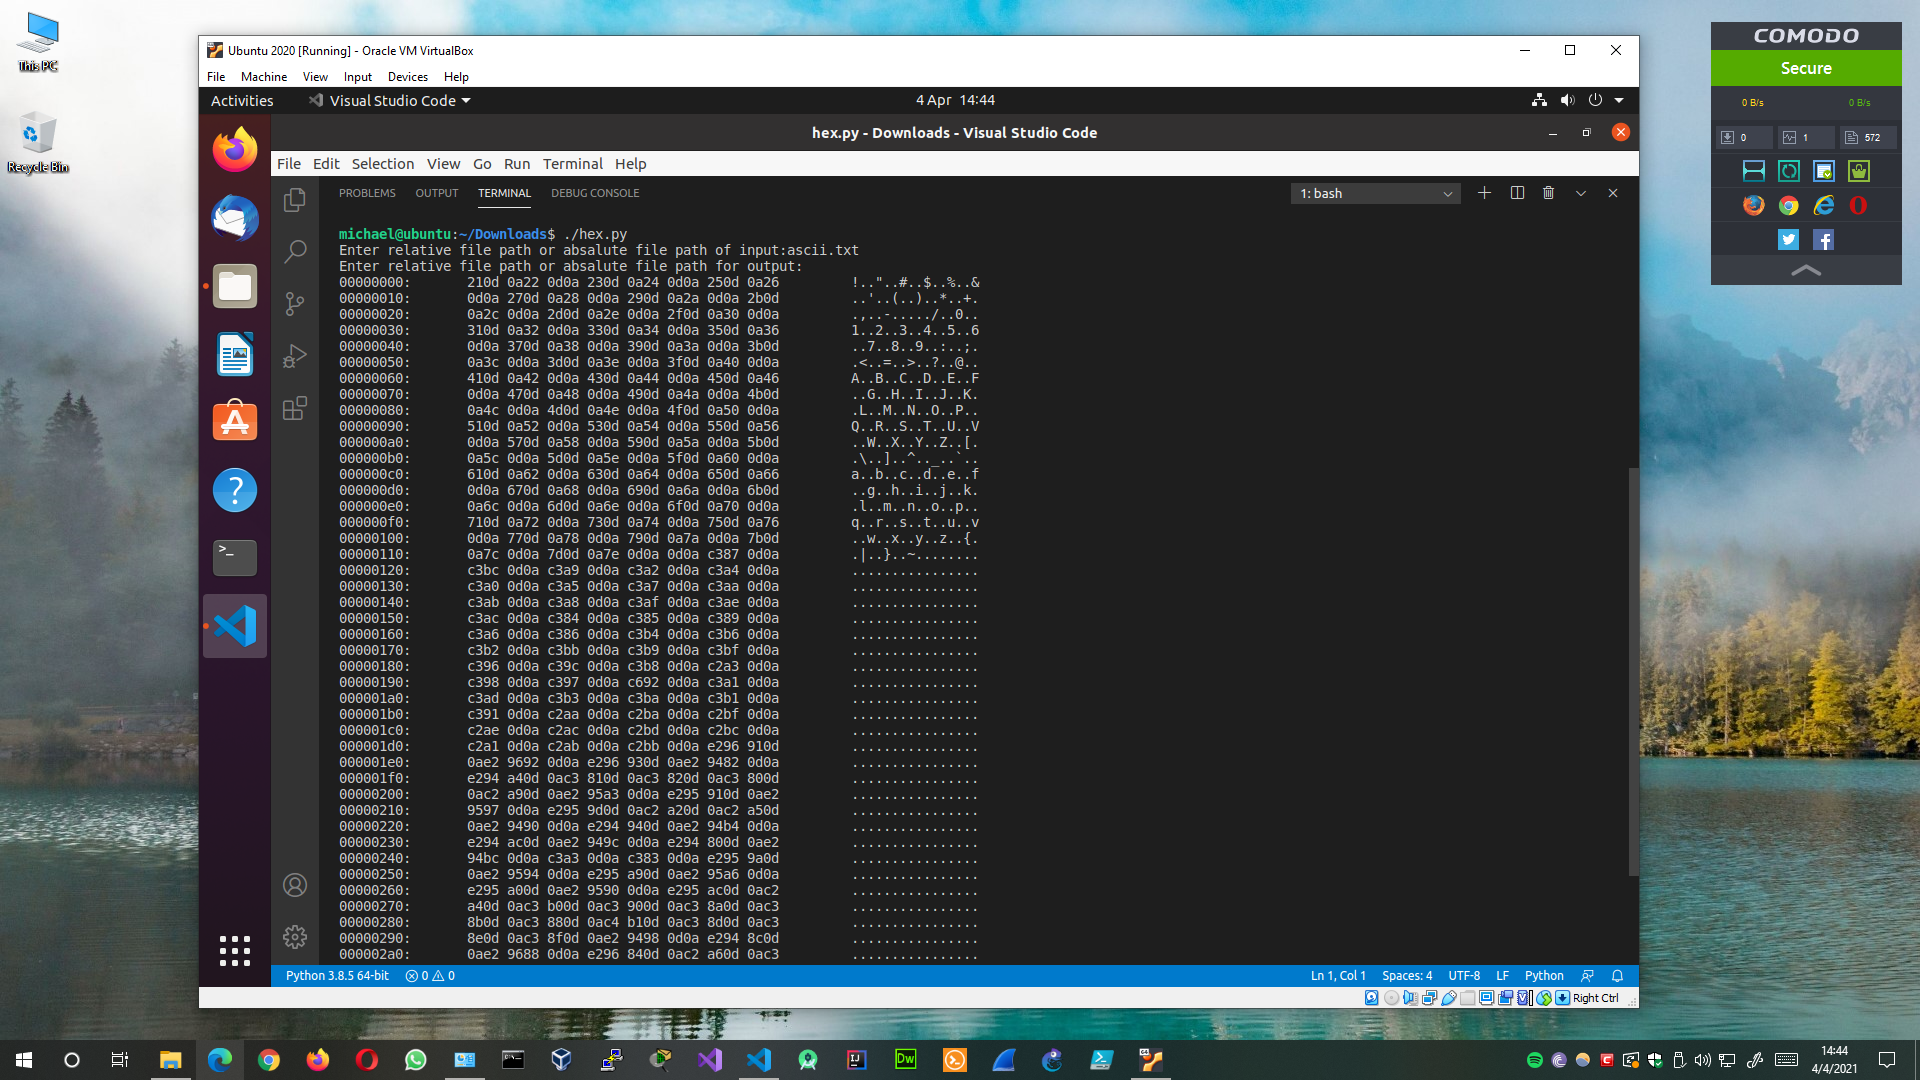 This PC
Recycle Bin
Ubuntu 2020 [Running] - Oracle VM VirtualBox
File Machine View Input Devices Help
Activities Visual Studio Code 4 Apr 14:44
hex.py - Downloads - Visual Studio Code
File Edit Selection View Go Run Terminal Help
PROBLEMS OUTPUT TERMINAL DEBUG CONSOLE 1: bash
michael@ubuntu:~/Downloads$ ./hex.py
Enter relative file path or absalute file path of input:ascii.txt
Enter relative file path or absalute file path for output:
00000000: 210d 0a22 0d0a 230d 0a24 0d0a 250d 0a26 !.."..#..$..%..&
00000010: 0d0a 270d 0a28 0d0a 290d 0a2a 0d0a 2b0d ..'..(..)..*..+.
00000020: 0a2c 0d0a 2d0d 0a2e 0d0a 2f0d 0a30 0d0a .,..-...../..0..
00000030: 310d 0a32 0d0a 330d 0a34 0d0a 350d 0a36 1..2..3..4..5..6
00000040: 0d0a 370d 0a38 0d0a 390d 0a3a 0d0a 3b0d ..7..8..9..:..;.
00000050: 0a3c 0d0a 3d0d 0a3e 0d0a 3f0d 0a40 0d0a .<..=..>..?..@..
00000060: 410d 0a42 0d0a 430d 0a44 0d0a 450d 0a46 A..B..C..D..E..F
00000070: 0d0a 470d 0a48 0d0a 490d 0a4a 0d0a 4b0d ..G..H..I..J..K.
00000080: 0a4c 0d0a 4d0d 0a4e 0d0a 4f0d 0a50 0d0a .L..M..N..O..P..
00000090: 510d 0a52 0d0a 530d 0a54 0d0a 550d 0a56 Q..R..S..T..U..V
000000a0: 0d0a 570d 0a58 0d0a 590d 0a5a 0d0a 5b0d ..W..X..Y..Z..[.
000000b0: 0a5c 0d0a 5d0d 0a5e 0d0a 5f0d 0a60 0d0a .\..]..^.._..`..
000000c0: 610d 0a62 0d0a 630d 0a64 0d0a 650d 0a66 a..b..c..d..e..f
000000d0: 0d0a 670d 0a68 0d0a 690d 0a6a 0d0a 6b0d ..g..h..i..j..k.
000000e0: 0a6c 0d0a 6d0d 0a6e 0d0a 6f0d 0a70 0d0a .l..m..n..o..p..
000000f0: 710d 0a72 0d0a 730d 0a74 0d0a 750d 0a76 q..r..s..t..u..v
00000100: 0d0a 770d 0a78 0d0a 790d 0a7a 0d0a 7b0d ..w..x..y..z..{.
00000110: 0a7c 0d0a 7d0d 0a7e 0d0a 0d0a c387 0d0a .|..}..~........
00000120: c3bc 0d0a c3a9 0d0a c3a2 0d0a c3a4 0d0a ................
00000130: c3a0 0d0a c3a5 0d0a c3a7 0d0a c3aa 0d0a ................
00000140: c3ab 0d0a c3a8 0d0a c3af 0d0a c3ae 0d0a ................
00000150: c3ac 0d0a c384 0d0a c385 0d0a c389 0d0a ................
00000160: c3a6 0d0a c386 0d0a c3b4 0d0a c3b6 0d0a ................
00000170: c3b2 0d0a c3bb 0d0a c3b9 0d0a c3bf 0d0a ................
00000180: c396 0d0a c39c 0d0a c3b8 0d0a c2a3 0d0a ................
00000190: c398 0d0a c397 0d0a c692 0d0a c3a1 0d0a ................
000001a0: c3ad 0d0a c3b3 0d0a c3ba 0d0a c3b1 0d0a ................
000001b0: c391 0d0a c2aa 0d0a c2ba 0d0a c2bf 0d0a ................
000001c0: c2ae 0d0a c2ac 0d0a c2bd 0d0a c2bc 0d0a ................
000001d0: c2a1 0d0a c2ab 0d0a c2bb 0d0a e296 910d ................
000001e0: 0ae2 9692 0d0a e296 930d 0ae2 9482 0d0a ................
000001f0: e294 a40d 0ac3 810d 0ac3 820d 0ac3 800d ................
00000200: 0ac2 a90d 0ae2 95a3 0d0a e295 910d 0ae2 ................
00000210: 9597 0d0a e295 9d0d 0ac2 a20d 0ac2 a50d ................
00000220: 0ae2 9490 0d0a e294 940d 0ae2 94b4 0d0a ................
00000230: e294 ac0d 0ae2 949c 0d0a e294 800d 0ae2 ................
00000240: 94bc 0d0a c3a3 0d0a c383 0d0a e295 9a0d ................
00000250: 0ae2 9594 0d0a e295 a90d 0ae2 95a6 0d0a ................
00000260: e295 a00d 0ae2 9590 0d0a e295 ac0d 0ac2 ................
00000270: a40d 0ac3 b00d 0ac3 900d 0ac3 8a0d 0ac3 ................
00000280: 8b0d 0ac3 880d 0ac4 b10d 0ac3 8d0d 0ac3 ................
00000290: 8e0d 0ac3 8f0d 0ae2 9498 0d0a e294 8c0d ................
000002a0: 0ae2 9688 0d0a e296 840d 0ac2 a60d 0ac3 ................
Python 3.8.5 64-bit 0 0 Ln 1, Col 1 Spaces: 4 UTF-8 LF Python
Right Ctrl
COMODO
Secure
0 B/s 0 B/s
0 1 572
14:44
4/4/2021